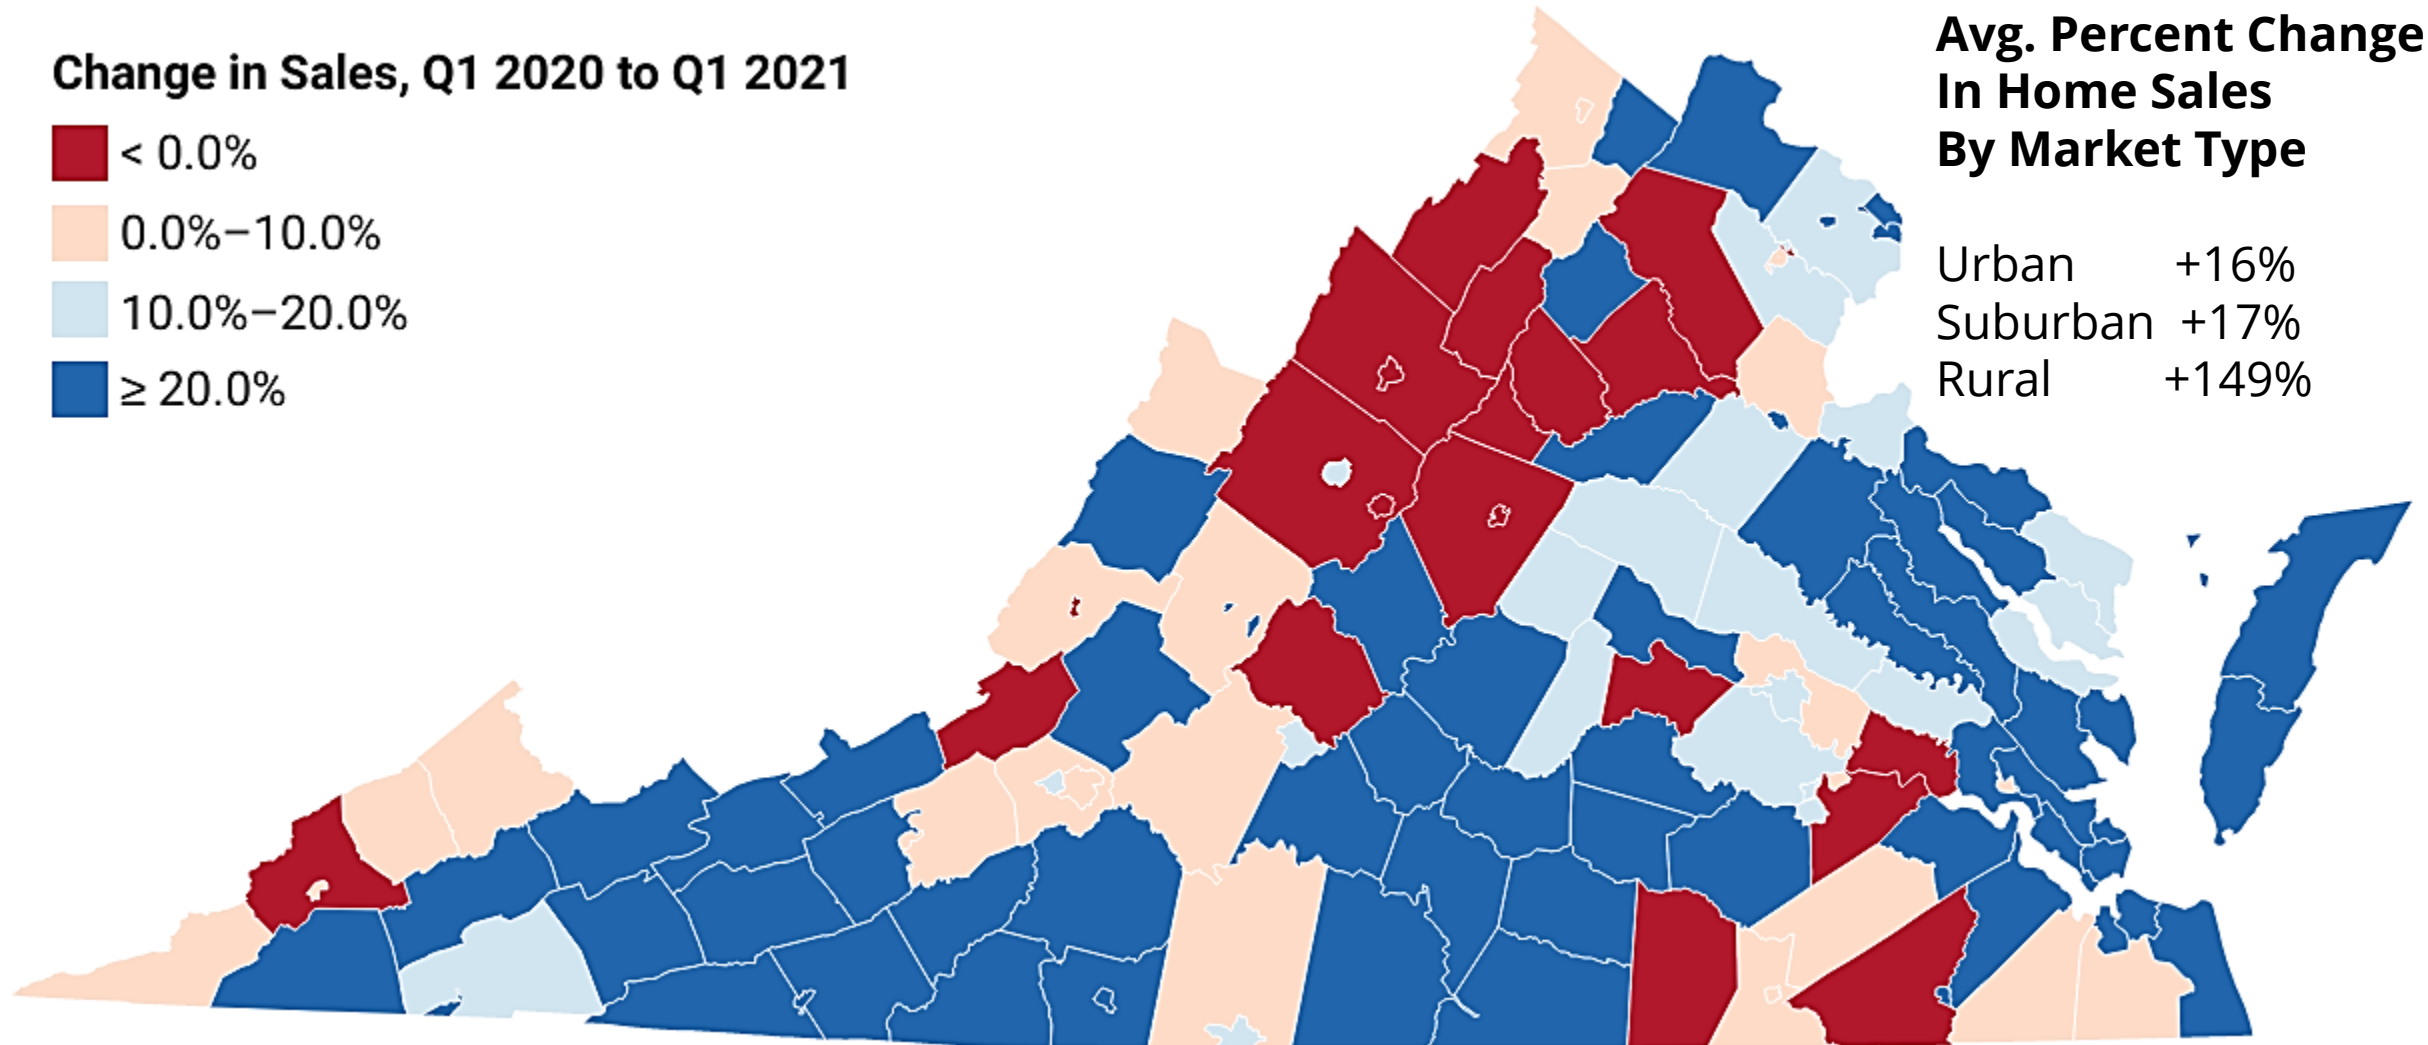 Change in Sales, Q1 2020 to Q1 2021
< 0.0%
0.0%–10.0%
10.0%–20.0%
≥ 20.0%
Avg. Percent Change
In Home Sales
By Market Type
Urban +16%
Suburban +17%
Rural +149%